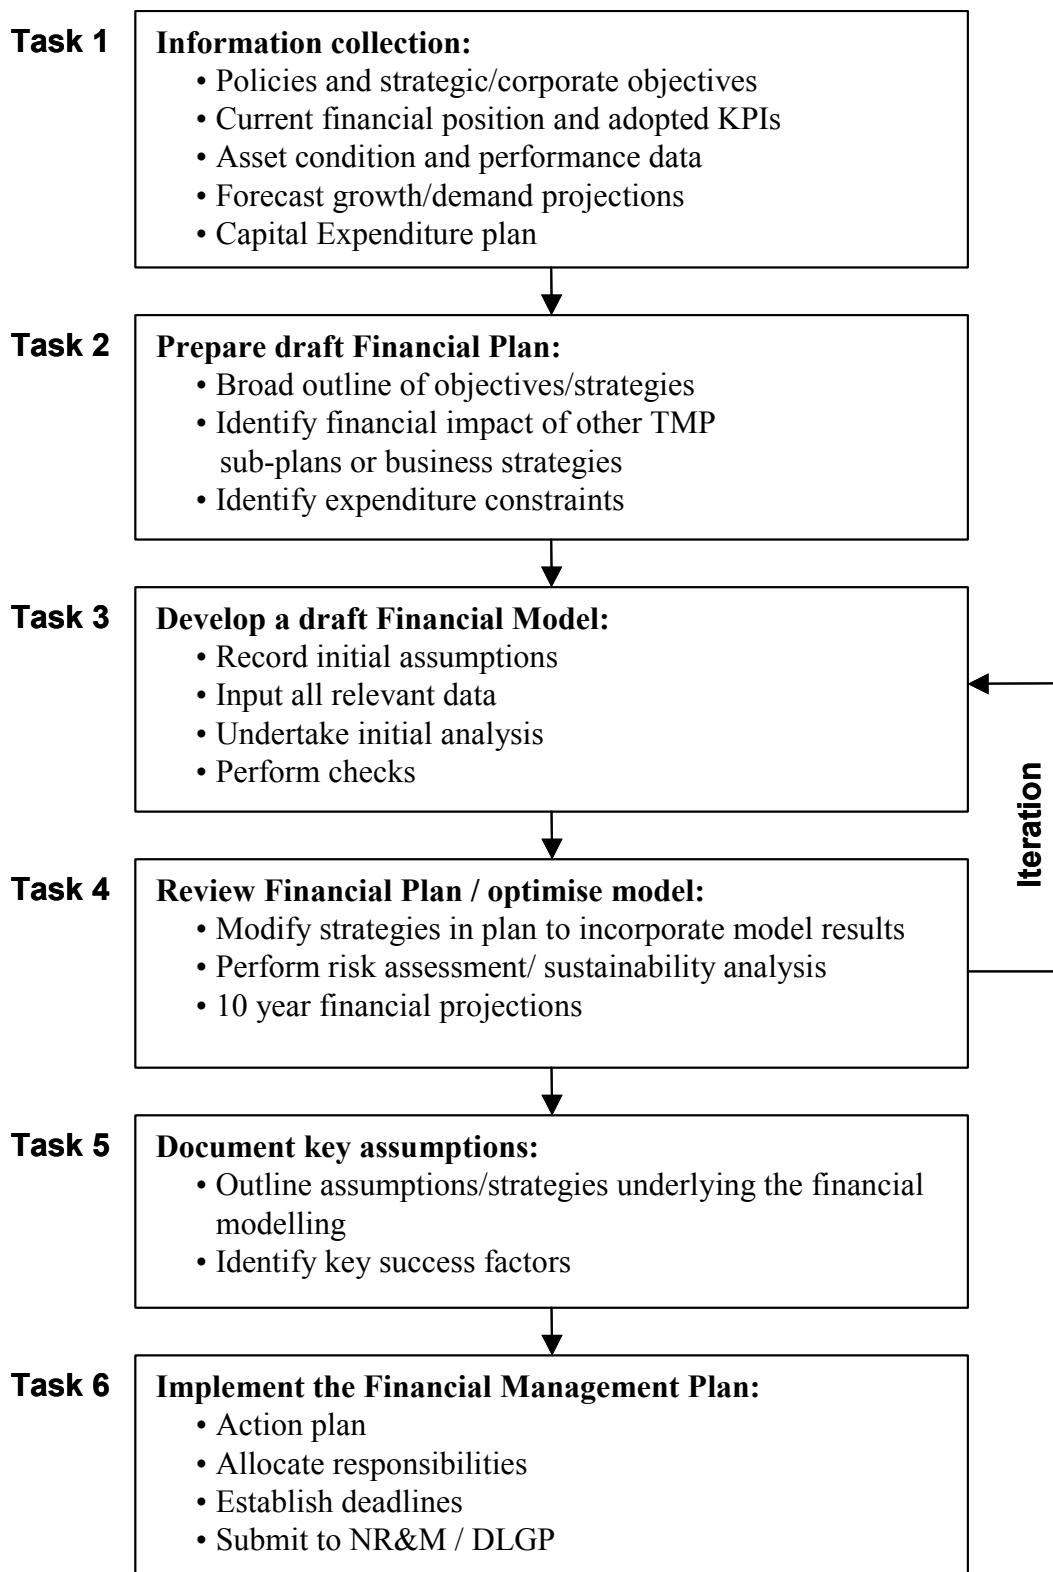 Task 1
Information collection:
• Policies and strategic/corporate objectives
• Current financial position and adopted KPIs
• Asset condition and performance data
• Forecast growth/demand projections
• Capital Expenditure plan
Task 2
Prepare draft Financial Plan:
• Broad outline of objectives/strategies
• Identify financial impact of other TMP
sub-plans or business strategies
• Identify expenditure constraints
Task 3
Develop a draft Financial Model:
• Record initial assumptions
• Input all relevant data
• Undertake initial analysis
• Perform checks
Iteration
Task 4
Review Financial Plan / optimise model:
• Modify strategies in plan to incorporate model results
• Perform risk assessment/ sustainability analysis
• 10 year financial projections
Task 5
Document key assumptions:
• Outline assumptions/strategies underlying the financial
modelling
• Identify key success factors
Task 6
Implement the Financial Management Plan:
• Action plan
• Allocate responsibilities
• Establish deadlines
• Submit to NR&M / DLGP